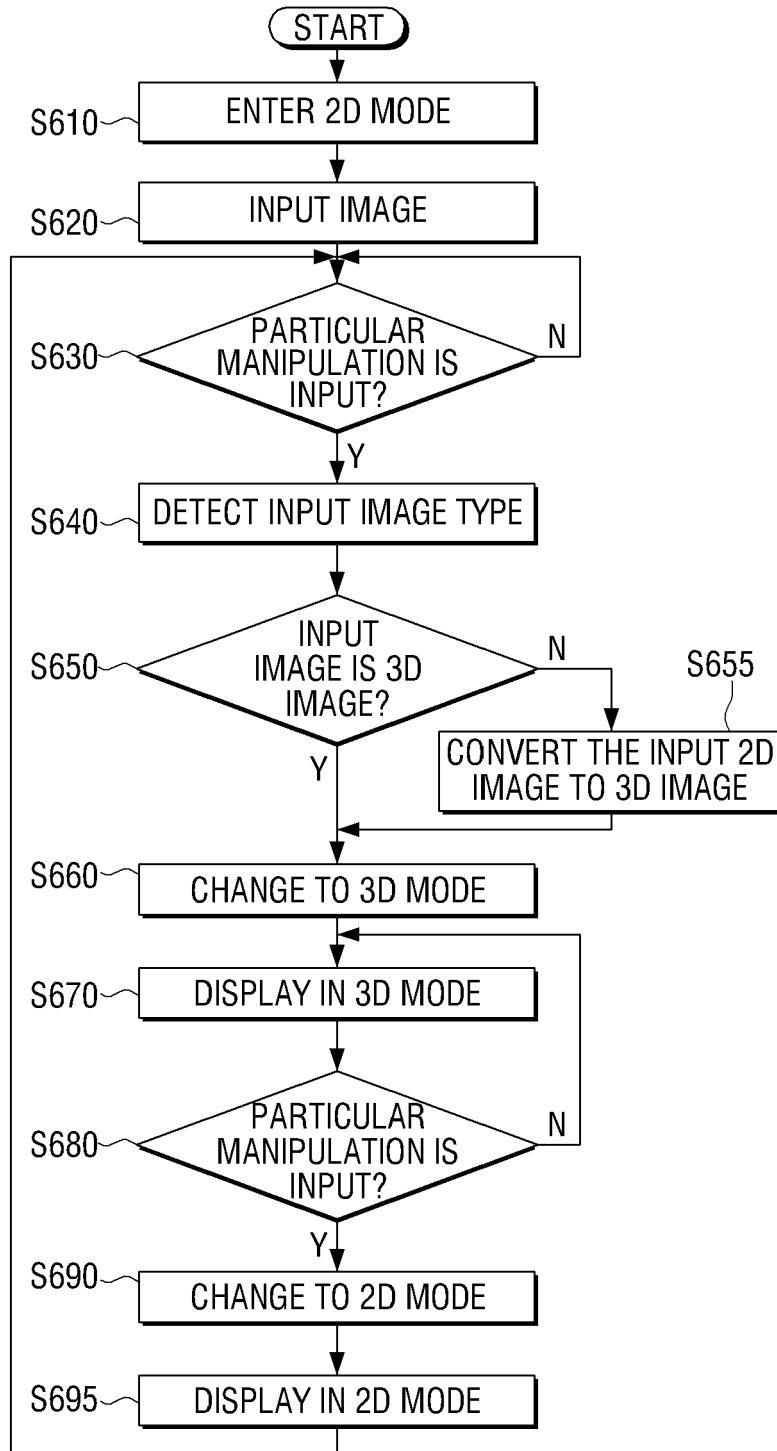 START
S610
ENTER 2D MODE
S620
INPUT IMAGE
S630
PARTICULAR
MANIPULATION IS
INPUT?
N
Y
S640
DETECT INPUT IMAGE TYPE
S650
INPUT
IMAGE IS 3D
IMAGE?
N
Y
S655
CONVERT THE INPUT 2D
IMAGE TO 3D IMAGE
S660
CHANGE TO 3D MODE
S670
DISPLAY IN 3D MODE
S680
PARTICULAR
MANIPULATION IS
INPUT?
N
Y
S690
CHANGE TO 2D MODE
S695
DISPLAY IN 2D MODE